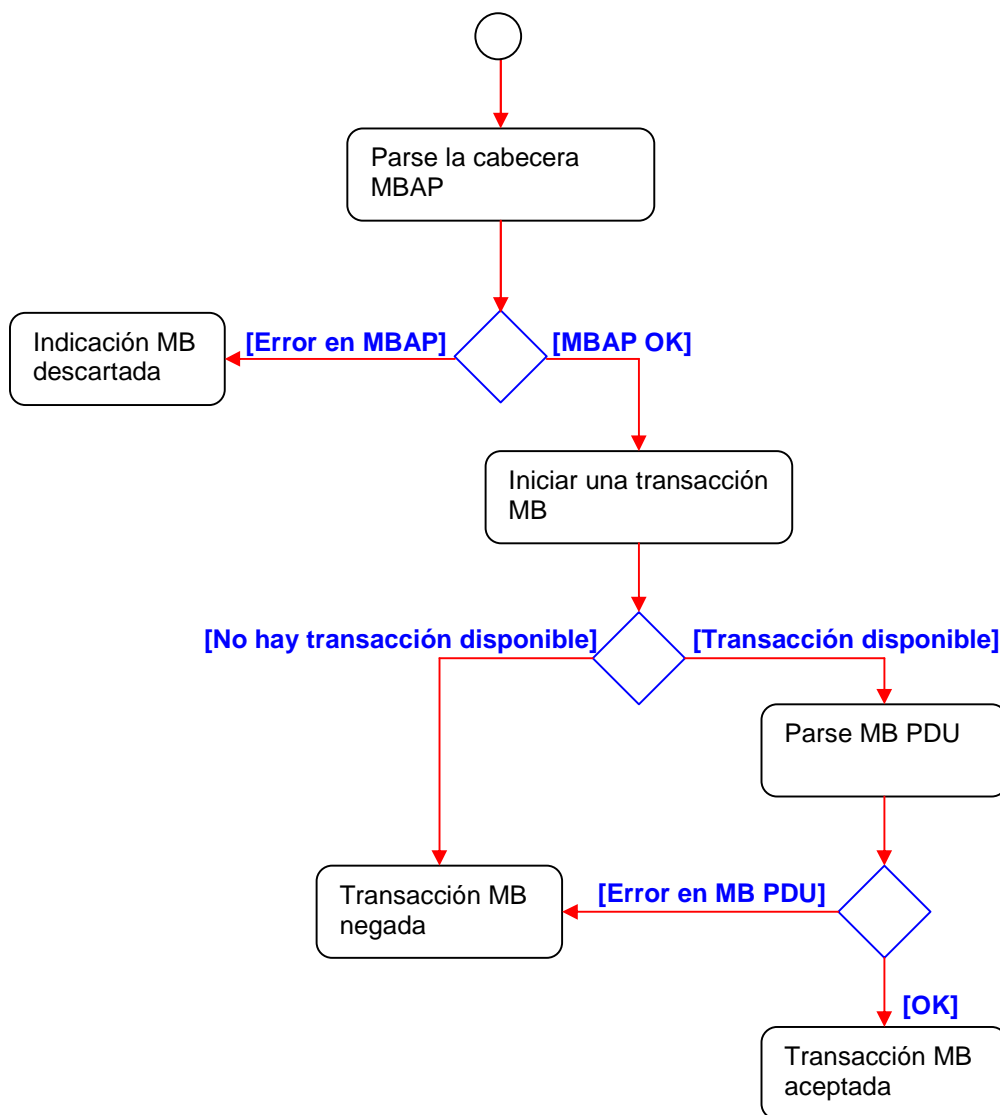 Parse la cabecera
MBAP
Indicación MB
descartada
[Error en MBAP]
[MBAP OK]
Iniciar una transacción
MB
[No hay transacción disponible]
[Transacción disponible]
Parse MB PDU
Transacción MB
negada
[Error en MB PDU]
[OK]
Transacción MB
aceptada